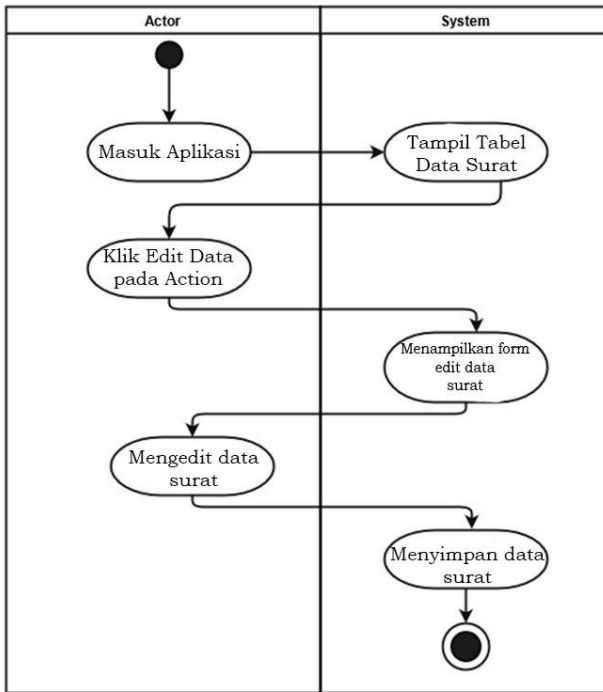 Actor
System
Masuk Aplikasi
Tampil Tabel
Data Surat
Klik Edit Data
pada Action
Menampilkan form
edit data
surat
Mengedit data
surat
Menyimpan data
surat